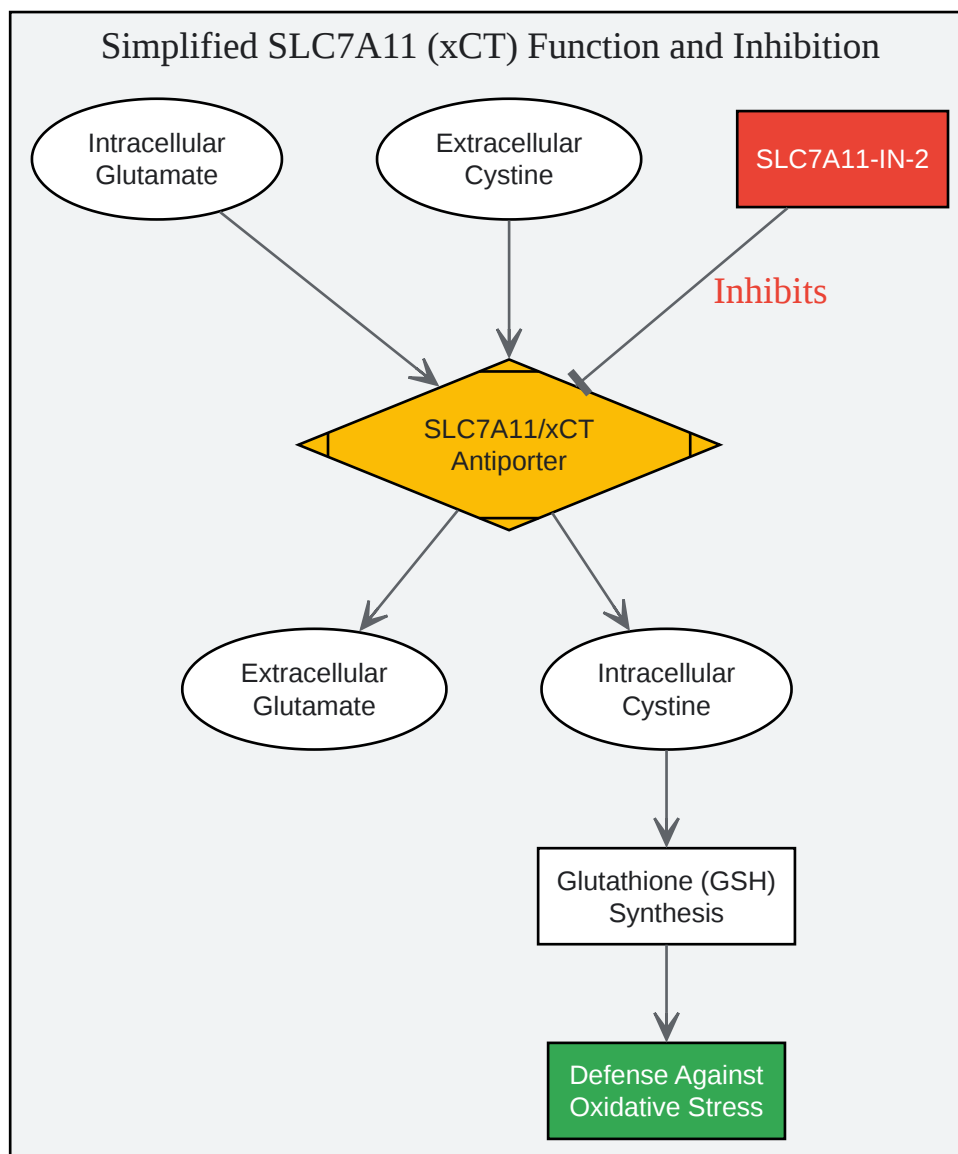 Simplified SLC7A11 (xCT) Function and Inhibition
Intracellular
Glutamate
Extracellular
Cystine
SLC7A11-IN-2
Inhibits
SLC7A11/xCT
Antiporter
Extracellular
Glutamate
Intracellular
Cystine
Glutathione (GSH)
Synthesis
Defense Against
Oxidative Stress